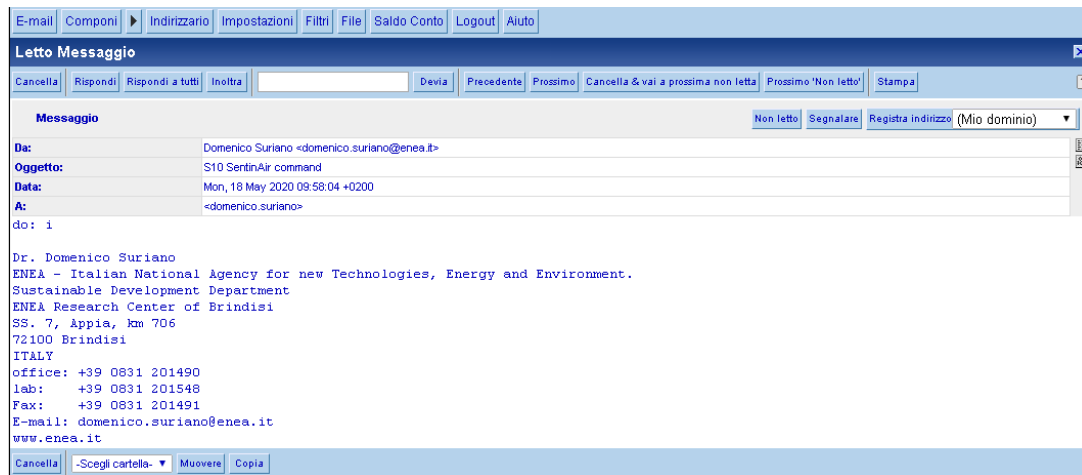 E-mail Componi Indirizzario Impostazioni Filtri File Saldo Conto Logout Aiuto
Letto Messaggio
Cancella Rispondi Rispondi a tutti Inoltra Devia Precedente Prossimo Cancella & vai a prossima non letta Prossimo 'Non letto' Stampa
Messaggio Non letto Segnalare Registra indirizzo (Mio dominio)
Da: Domenico Suriano <domenico.suriano@enea.it>
Oggetto: S10 SentinAir command
Data: Mon, 18 May 2020 09:58:04 +0200
A: <domenico.suriano>
do: i
Dr. Domenico Suriano
ENEA - Italian National Agency for new Technologies, Energy and Environment.
Sustainable Development Department
ENEA Research Center of Brindisi
SS. 7, Appia, km 706
72100 Brindisi
ITALY
office: +39 0831 201490
lab: +39 0831 201548
Fax: +39 0831 201491
E-mail: domenico.suriano@enea.it
www.enea.it
Cancella -Scegli cartella- Muovere Copia